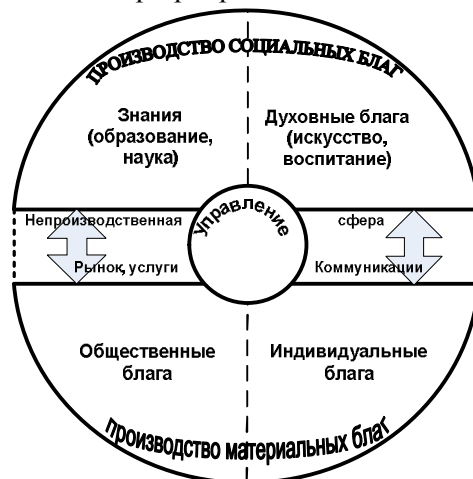 ПРОИЗВОДСТВО СОЦИАЛЬНЫХ БЛАГ
Знания
(образование,
наука)
Духовные блага
(искусство,
воспитание)
Непроизводственная
сфера
Управление
Рынок, услуги
Коммуникации
Общественные
блага
Индивидуальные
блага
производство материальных благ